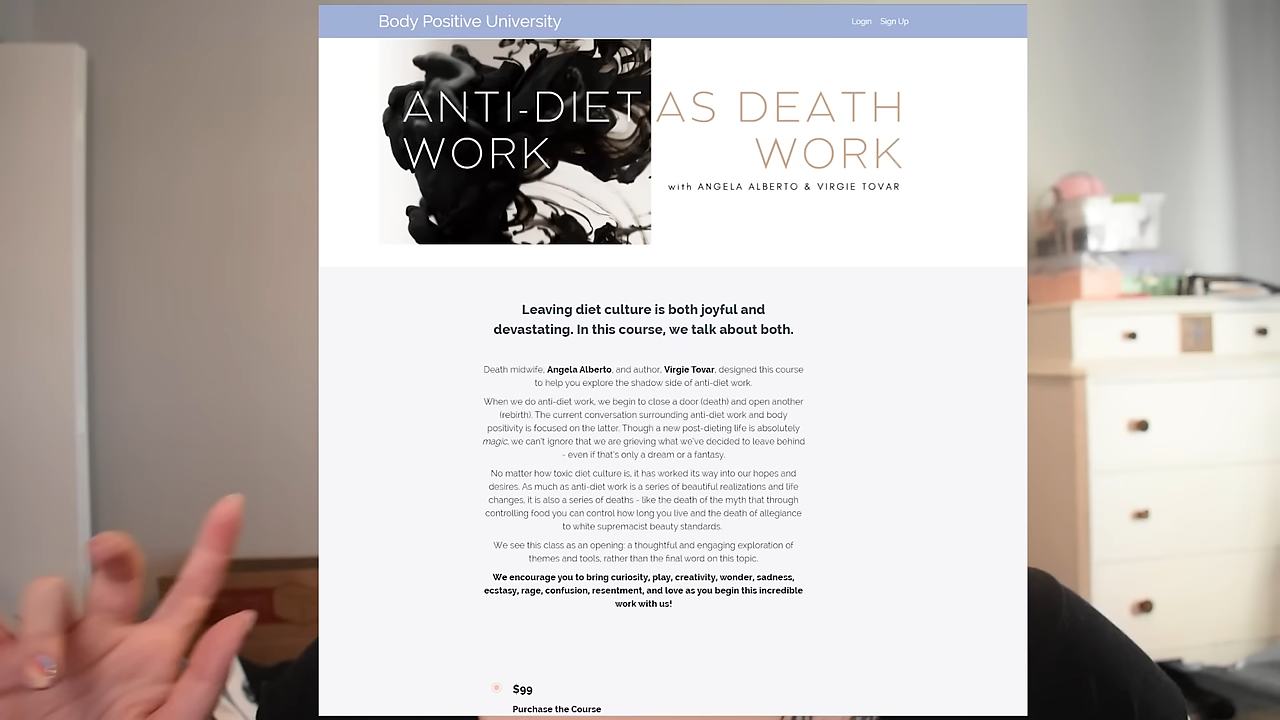 Body Positive University
Login Sign Up
ANTI-DIET AS DEATH
WORK WORK
with ANGELA ALBERTO & VIRGIE TOVAR
Leaving diet culture is both joyful and
devastating. In this course, we talk about both.
Death midwife, Angela Alberto, and author, Virgie Tovar, designed this course
to help you explore the shadow side of anti-diet work.
When we do anti-diet work, we begin to close a door (death) and open another
(rebirth). The current conversation surrounding anti-diet work and body
positivity is focused on the latter. Though a new post-dieting life is absolutely
magic, we can't ignore that we are grieving what we've decided to leave behind
- even if that's only a dream or a fantasy.
No matter how toxic diet culture is, it has worked its way into our hopes and
desires. As much as anti-diet work is a series of beautiful realizations and life
changes, it is also a series of deaths - like the death of the myth that through
controlling food you can control how long you live and the death of allegiance
to white supremacist beauty standards.
We see this class as an opening: a thoughtful and engaging exploration of
themes and tools, rather than the final word on this topic.
We encourage you to bring curiosity, play, creativity, wonder, sadness,
ecstasy, rage, confusion, resentment, and love as you begin this incredible
work with us!
$99
Purchase the Course